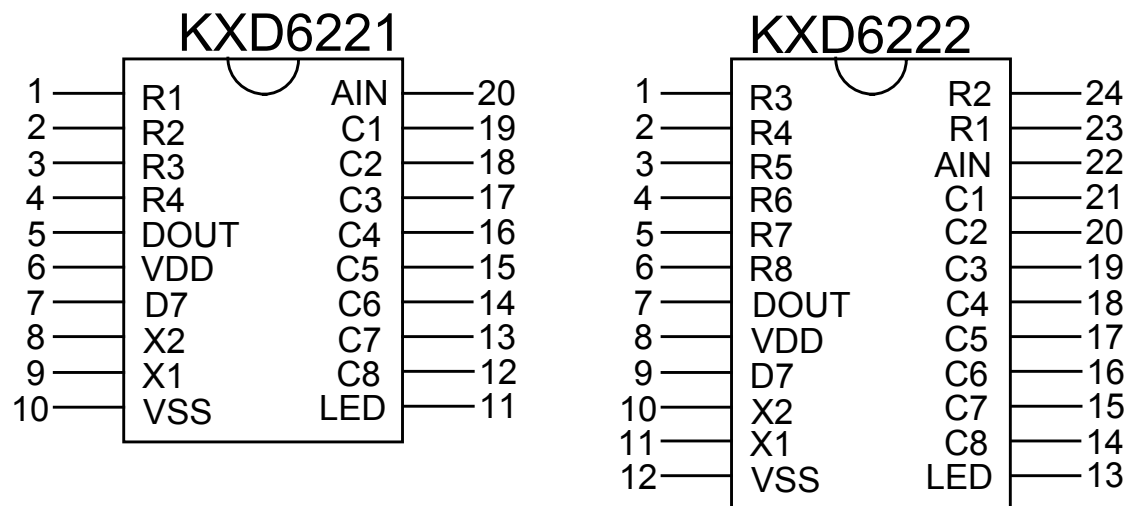 KXD6221
1 R1 AIN 20
2 R2 C1 19
3 R3 C2 18
4 R4 C3 17
5 DOUT C4 16
6 VDD C5 15
7 D7 C6 14
8 X2 C7 13
9 X1 C8 12
10 VSS LED 11
KXD6222
1 R3 R2 24
2 R4 R1 23
3 R5 AIN 22
4 R6 C1 21
5 R7 C2 20
6 R8 C3 19
7 DOUT C4 18
8 VDD C5 17
9 D7 C6 16
10 X2 C7 15
11 X1 C8 14
12 VSS LED 13